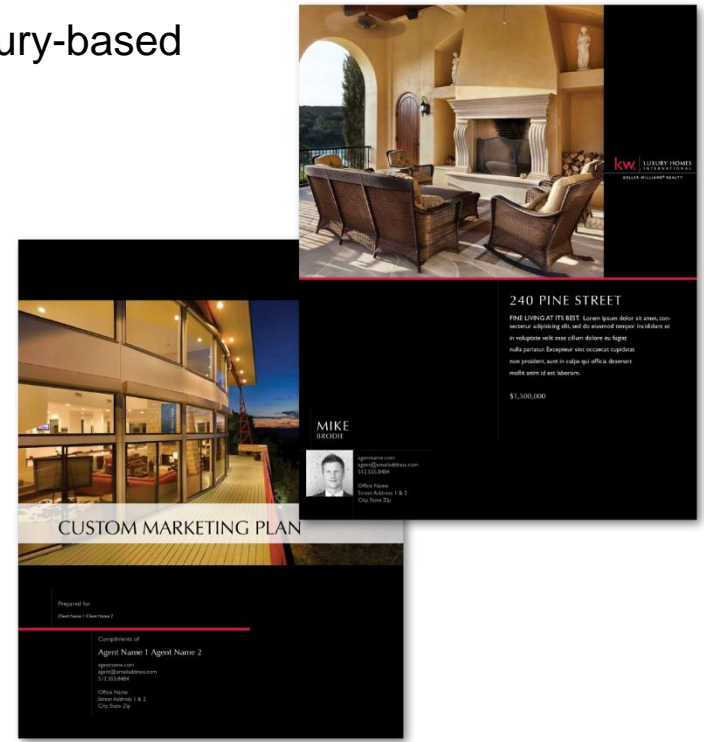 ury-based
kw LUXURY HOMES
INTERNATIONAL
KELLER WILLIAMS® REALTY
240 PINE STREET
FINE LIVING AT ITS BEST. Lorem ipsum dolor sit amet, con-
sectetur adipisicing elit, sed do eiusmod tempor incididunt ut
in voluptate velit esse cillum dolore eu fugiat
nulla pariatur. Excepteur sint occaecat cupidatat
non proident, sunt in culpa qui officia deserunt
mollit anim id est laborum.
$1,500,000
MIKE
BRODIE
agentname.com
agent@emailaddress.com
512.555.8484
Office Name
Street Address 1 & 2
City, State Zip
CUSTOM MARKETING PLAN
Prepared for
Client Name 1 Client Name 2
Compliments of
Agent Name 1 Agent Name 2
agentname.com
agent@emailaddress.com
512.555.8484
Office Name
Street Address 1 & 2
City, State Zip